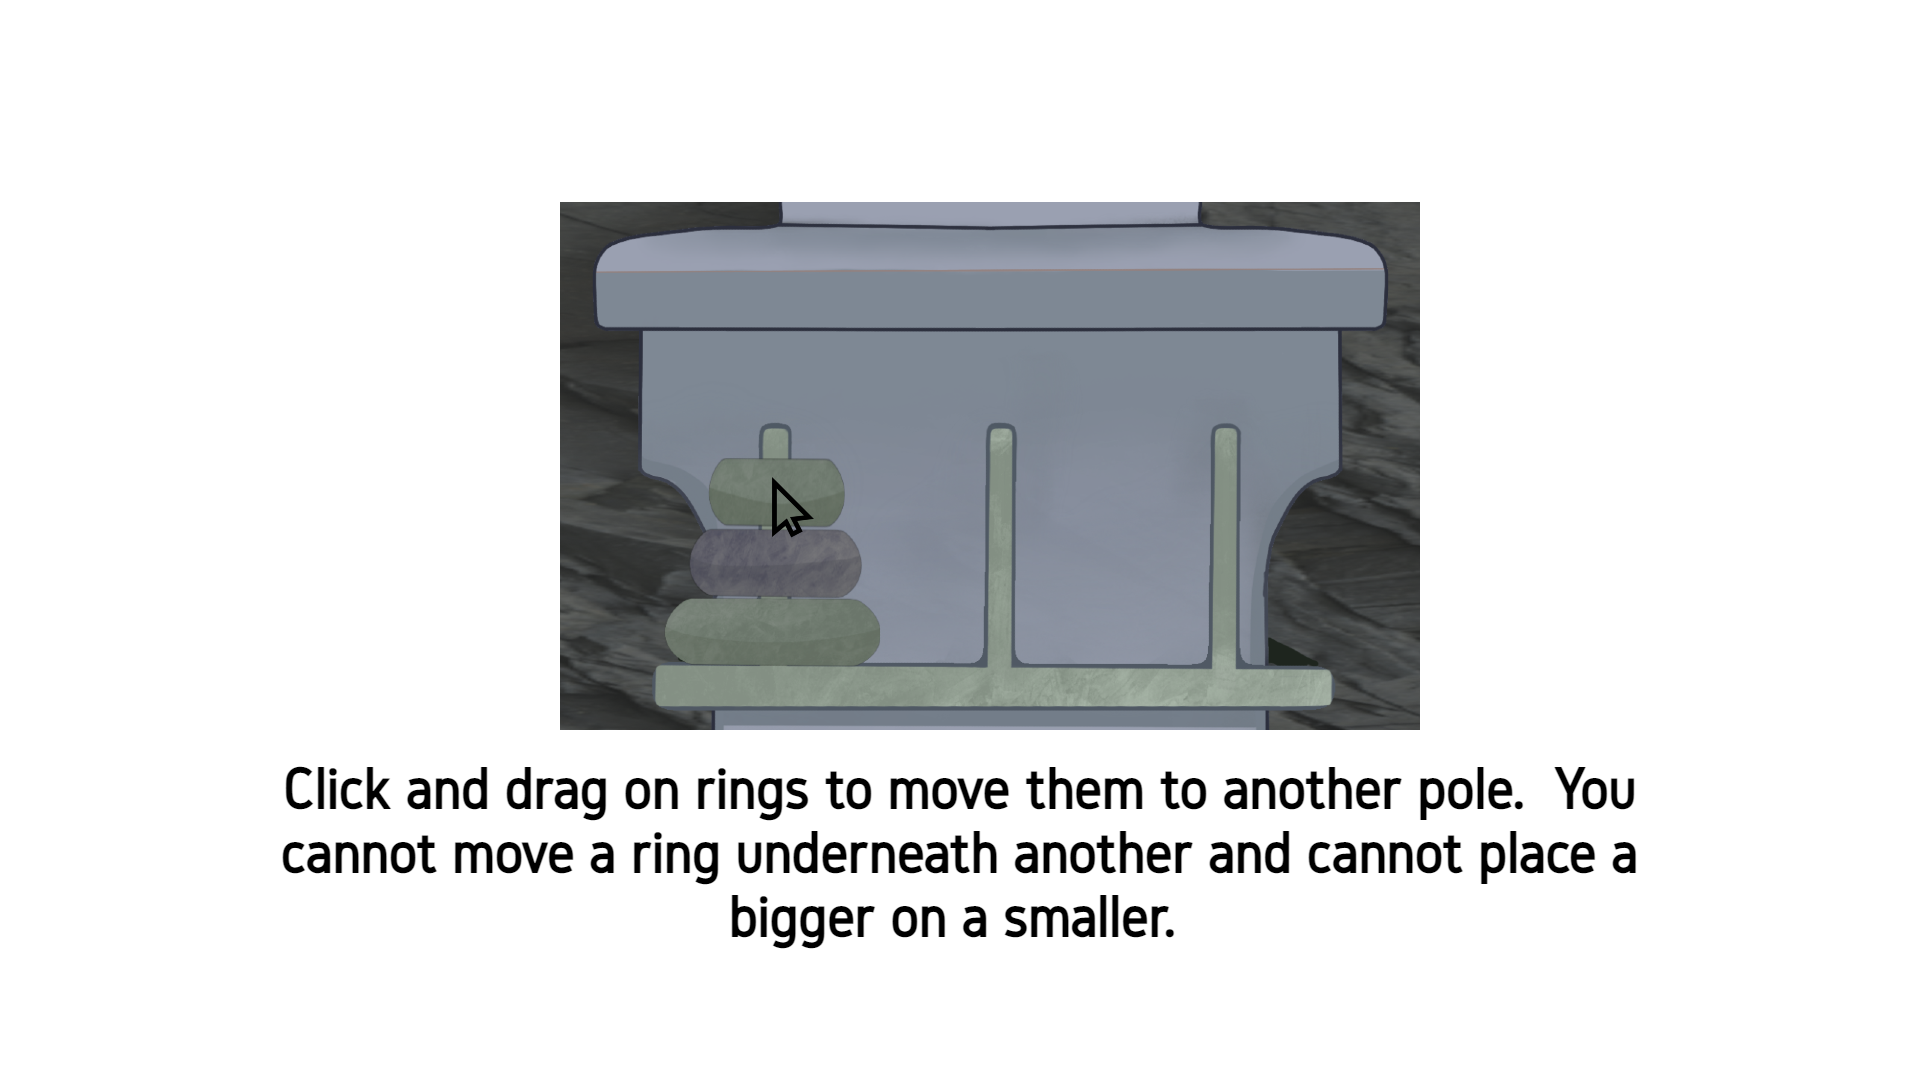 Click and drag on rings to move them to another pole.  You
cannot move a ring underneath another and cannot place a
bigger on a smaller.